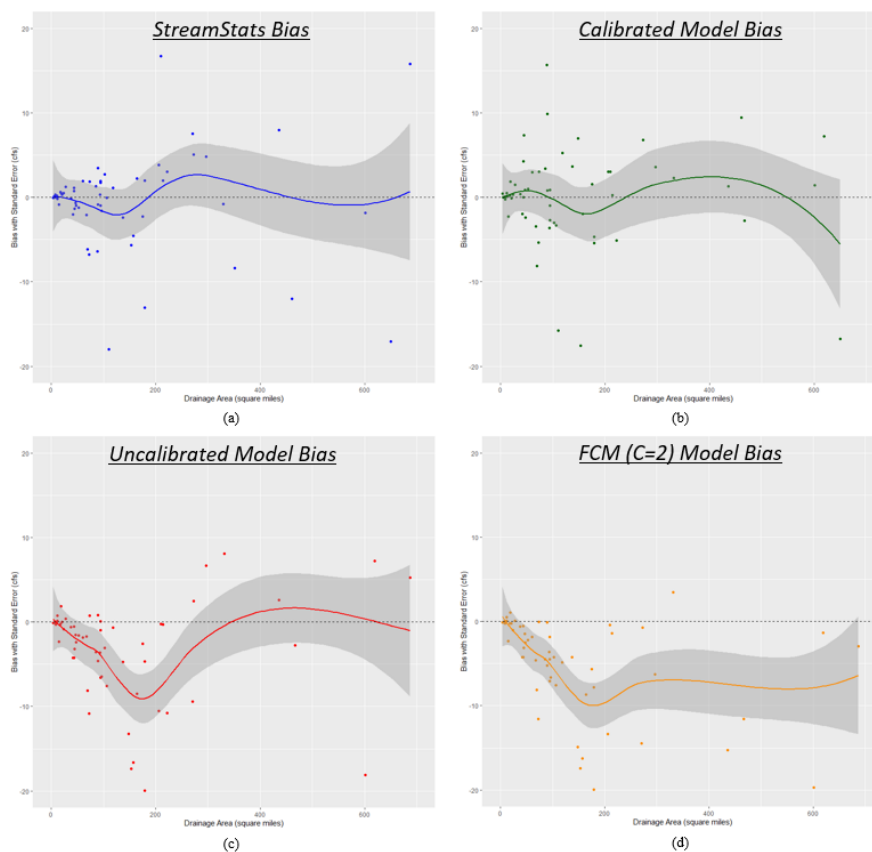 StreamStats Bias
20
10
0
-10
-20
Bias with Standard Error (cfs)
0
200
400
600
Drainage Area (square miles)
(a)
Calibrated Model Bias
20
10
0
-10
-20
Bias with Standard Error (cfs)
0
200
400
600
Drainage Area (square miles)
(b)
Uncalibrated Model Bias
20
10
0
-10
-20
Bias with Standard Error (cfs)
0
200
400
600
Drainage Area (square miles)
(c)
FCM (C=2) Model Bias
20
10
0
-10
-20
Bias with Standard Error (cfs)
0
200
400
600
Drainage Area (square miles)
(d)